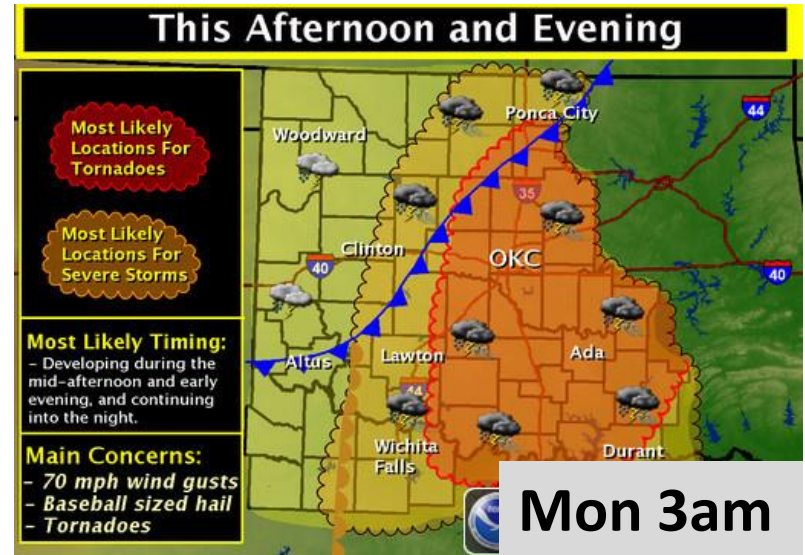 This Afternoon and Evening
Most Likely
Locations For
Tornadoes
Most Likely
Locations For
Severe Storms
Most Likely Timing:
- Developing during the
mid-afternoon and early
evening, and continuing
into the night.
Main Concerns:
- 70 mph wind gusts
- Baseball sized hail
- Tornadoes
Ponca City
44
Woodward
35
Clinton
OKC
40
40
Altus
Lawton
Ada
44
Wichita
Falls
Durant
Mon 3am